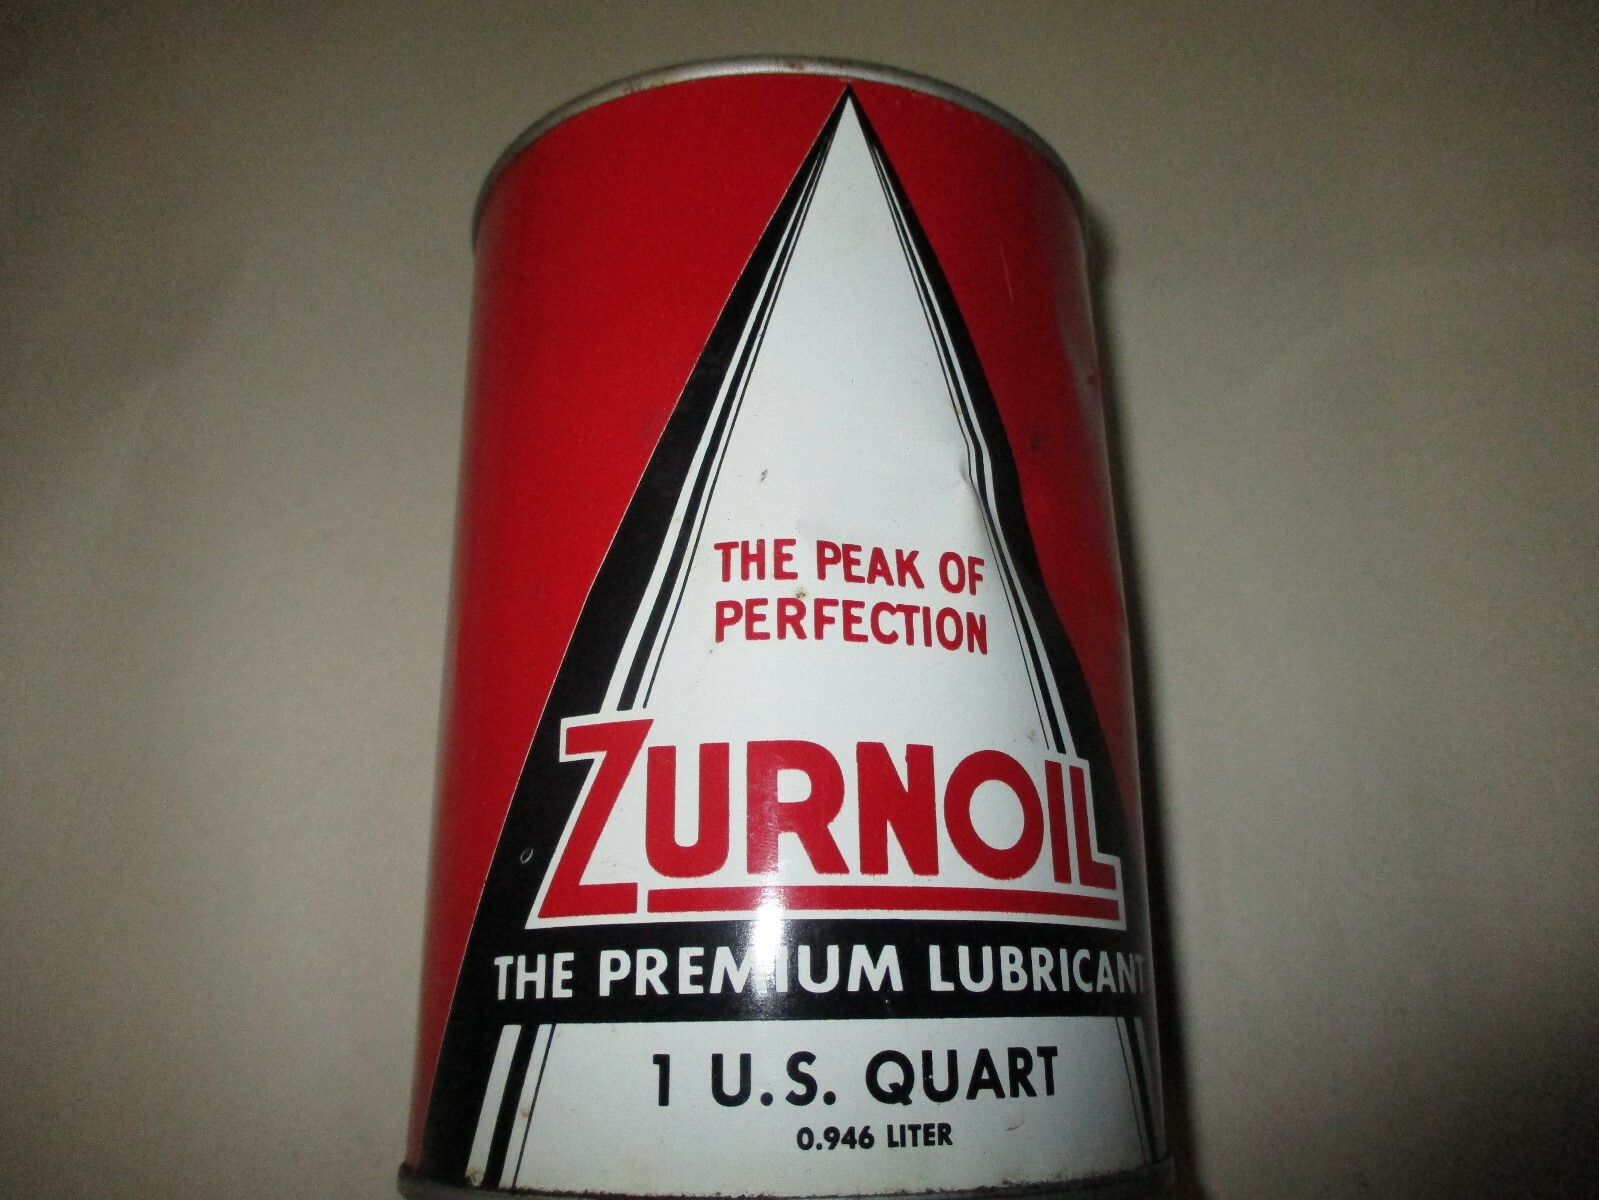 THE PEAK OF
PERFECTION
ZURNOIL
THE PREMIUM LUBRICANT
1 U.S. QUART
0.946 LITER